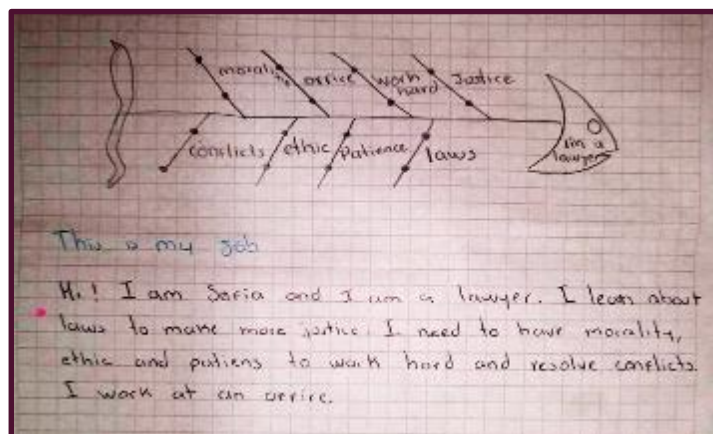 morality office work hard Justice
conflicts ethic patience laws
I'm a lawyer
This is my job
Hi! I am Sofia and I am a lawyer. I learn about
laws to make more justice. I need to have morality,
ethic and patiens to work hard and resolve conflicts.
I work at an office.